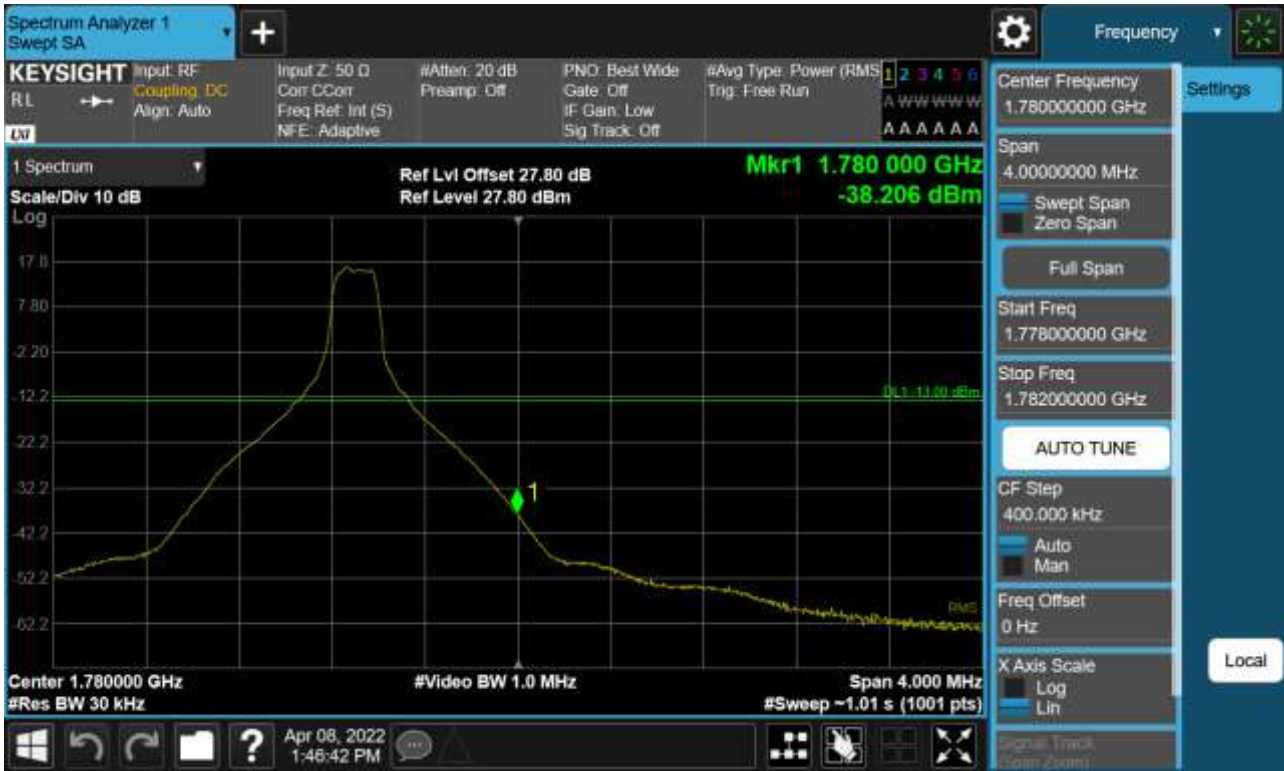 Spectrum Analyzer 1
Swept SA
Frequency
KEYSIGHT
RL
LXI
Input: RF
Coupling: DC
Align: Auto
Input Z: 50 Ω
Corr CCorr
Freq Ref: Int (S)
NFE: Adaptive
#Atten: 20 dB
Preamp: Off
PNO: Best Wide
Gate: Off
IF Gain: Low
Sig Track: Off
#Avg Type: Power (RMS
Trig: Free Run
1 2 3 4 5 6
A W W W W W
A A A A A A
1 Spectrum
Scale/Div 10 dB
Log
Ref Lvl Offset 27.80 dB
Ref Level 27.80 dBm
Mkr1 1.780 000 GHz
-38.206 dBm
17.8
7.80
-2.20
-12.2
-22.2
-32.2
-42.2
-52.2
-62.2
DL1 -13.00 dBm
1
RMS
Center 1.780000 GHz
#Res BW 30 kHz
#Video BW 1.0 MHz
Span 4.000 MHz
#Sweep ~1.01 s (1001 pts)
Center Frequency
1.780000000 GHz
Span
4.00000000 MHz
Swept Span
Zero Span
Full Span
Start Freq
1.778000000 GHz
Stop Freq
1.782000000 GHz
AUTO TUNE
CF Step
400.000 kHz
Auto
Man
Freq Offset
0 Hz
X Axis Scale
Log
Lin
Signal Track
(Span Zoom)
Settings
Local
?
Apr 08, 2022
1:46:42 PM